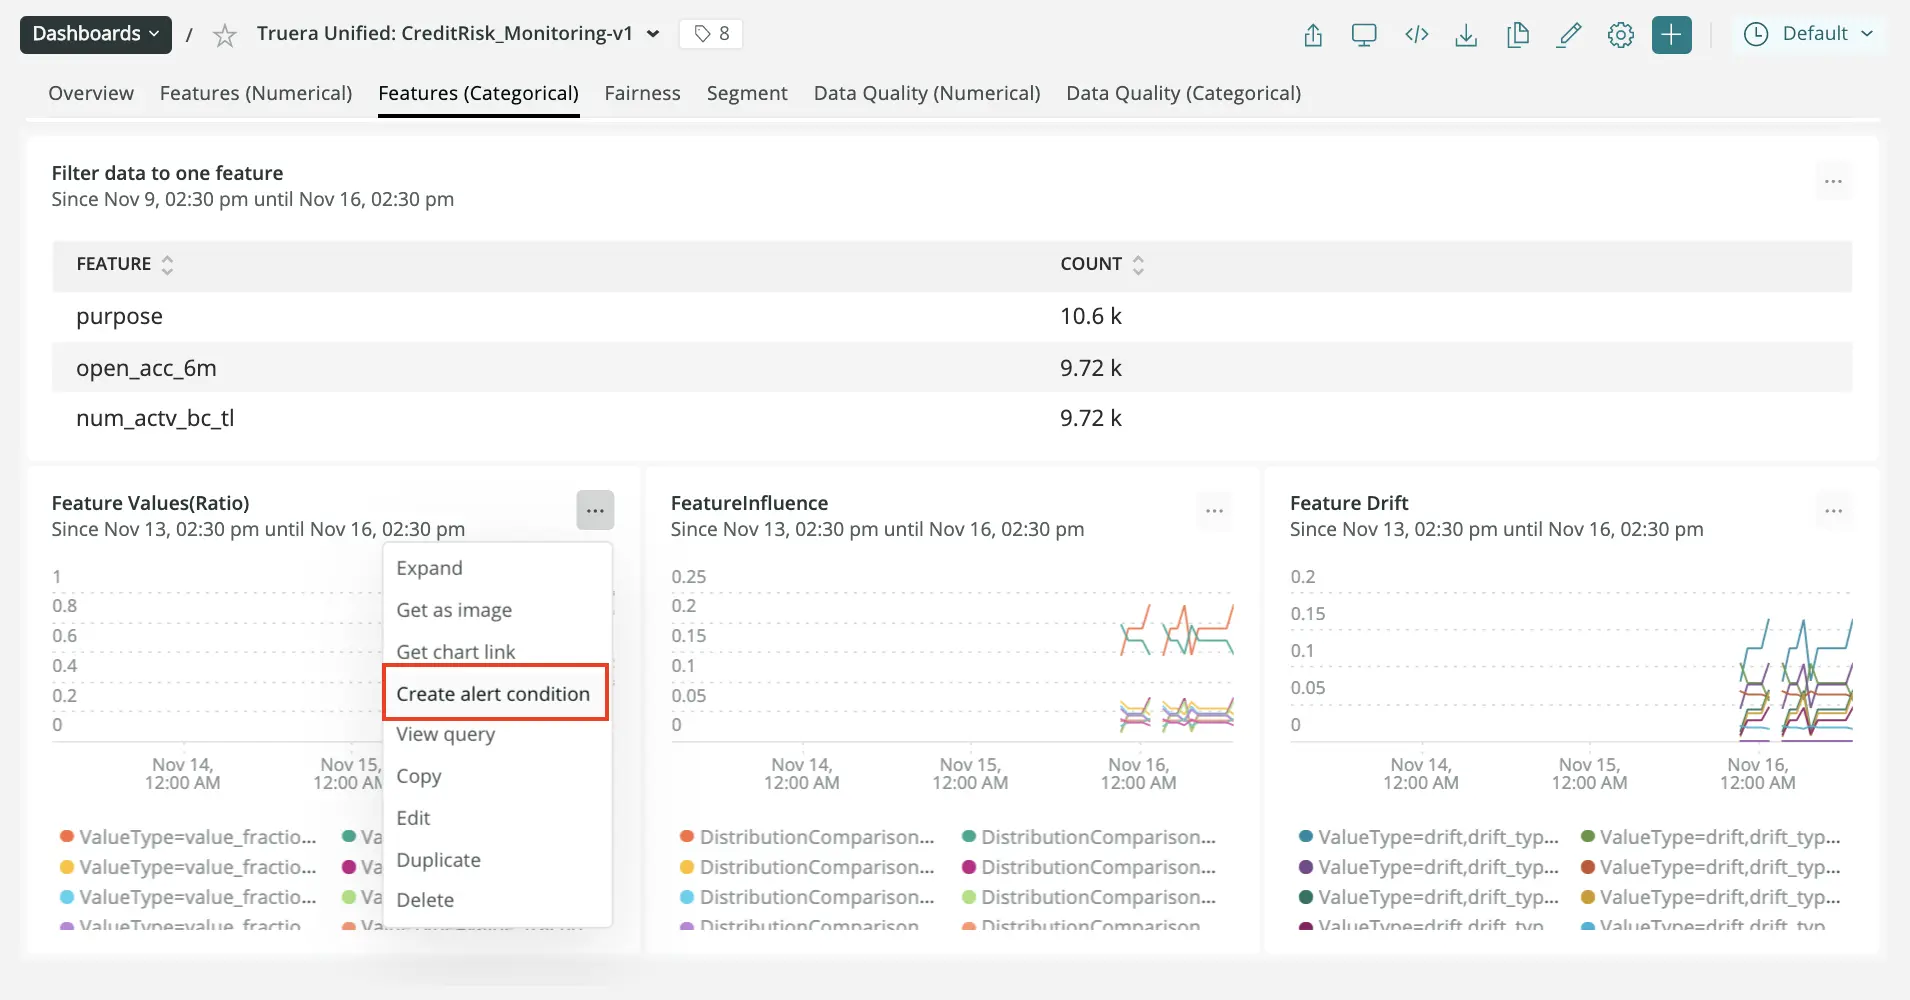 Dashboards / Truera Unified: CreditRisk_Monitoring-v1 8 Default
Overview Features (Numerical) Features (Categorical) Fairness Segment Data Quality (Numerical) Data Quality (Categorical)
Filter data to one feature
Since Nov 9, 02:30 pm until Nov 16, 02:30 pm
FEATURE COUNT
purpose 10.6 k
open_acc_6m 9.72 k
num_actv_bc_tl 9.72 k
Feature Values(Ratio)
Since Nov 13, 02:30 pm until Nov 16, 02:30 pm
1
0.8
0.6
0.4
0.2
0
Nov 14,
12:00 AM
Nov 15,
12:00 AM
ValueType=value_fractio...
ValueType=value_fractio...
ValueType=value_fractio...
ValueType=value_fractio
Expand
Get as image
Get chart link
Create alert condition
View query
Copy
Edit
Duplicate
Delete
FeatureInfluence
Since Nov 13, 02:30 pm until Nov 16, 02:30 pm
0.25
0.2
0.15
0.1
0.05
0
Nov 14,
12:00 AM
Nov 15,
12:00 AM
Nov 16,
12:00 AM
DistributionComparison... DistributionComparison...
DistributionComparison... DistributionComparison...
DistributionComparison... DistributionComparison...
DistributionComparison DistributionComparison
Feature Drift
Since Nov 13, 02:30 pm until Nov 16, 02:30 pm
0.2
0.15
0.1
0.05
0
Nov 14,
12:00 AM
Nov 15,
12:00 AM
Nov 16,
12:00 AM
ValueType=drift,drift_typ... ValueType=drift,drift_typ...
ValueType=drift,drift_typ... ValueType=drift,drift_typ...
ValueType=drift,drift_typ... ValueType=drift,drift_typ...
ValueType=drift,drift_typ ValueType=drift,drift_typ